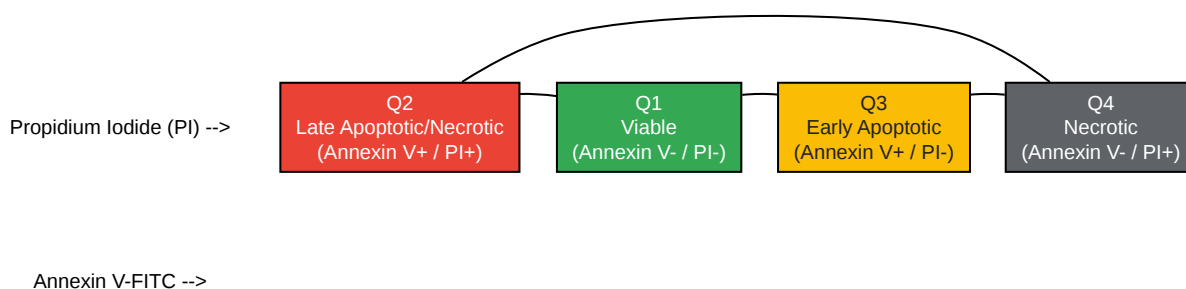 Propidium Iodide (PI) -->
Q2
Late Apoptotic/Necrotic
(Annexin V+ / PI+)
Q1
Viable
(Annexin V- / PI-)
Q3
Early Apoptotic
(Annexin V+ / PI-)
Q4
Necrotic
(Annexin V- / PI+)
Annexin V-FITC -->